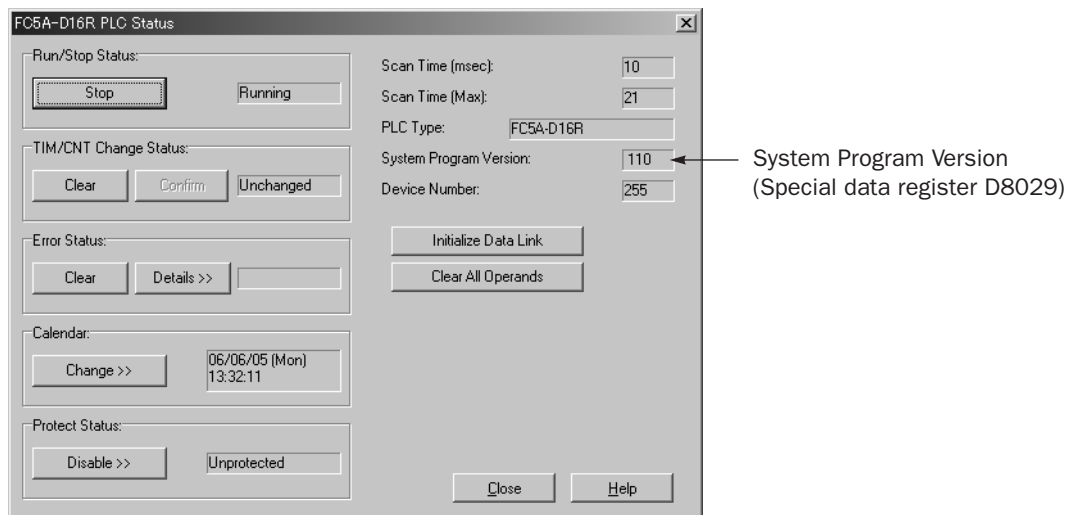 FC5A-D16R PLC Status
Run/Stop Status:
Stop
Running
TIM/CNT Change Status:
Clear
Confirm
Unchanged
Error Status:
Clear
Details >>
Calendar:
Change >>
06/06/05 (Mon)
13:32:11
Protect Status:
Disable >>
Unprotected
Scan Time (msec): 10
Scan Time (Max): 21
PLC Type: FC5A-D16R
System Program Version: 110
Device Number: 255
Initialize Data Link
Clear All Operands
Close
Help
System Program Version
(Special data register D8029)